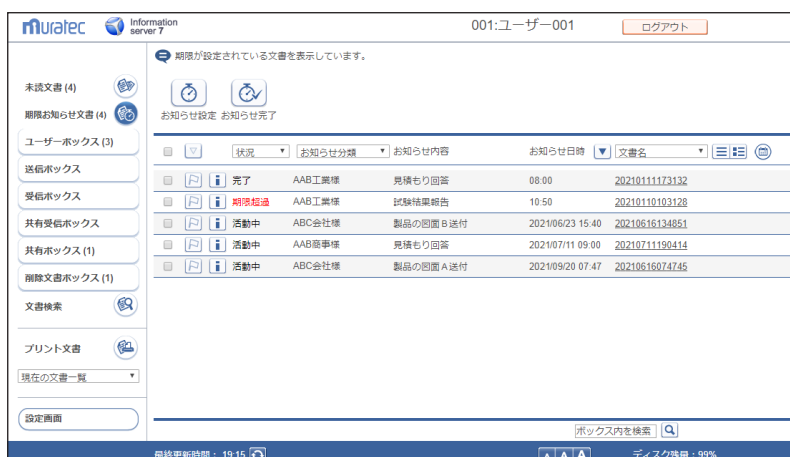 muratec Information server 7 001:ユーザー001 ログアウト
期限が設定されている文書を表示しています。
お知らせ設定 お知らせ完了
未読文書 (4)
期限お知らせ文書 (4)
ユーザーボックス (3)
送信ボックス
受信ボックス
共有受信ボックス
共有ボックス (1)
削除文書ボックス (1)
文書検索
プリント文書
現在の文書一覧
設定画面
状況 お知らせ分類 お知らせ内容 お知らせ日時 文書名
完了 AAB工業様 見積もり回答 08:00 20210111173132
期限超過 AAB工業様 試験結果報告 10:50 20210110103128
活動中 ABC会社様 製品の図面B送付 2021/06/23 15:40 20210616134851
活動中 AAB商事様 見積もり回答 2021/07/11 09:00 20210711190414
活動中 ABC会社様 製品の図面A送付 2021/09/20 07:47 20210616074745
ボックス内を検索
最終更新時間： 19:15 A A A ディスク残量：99%